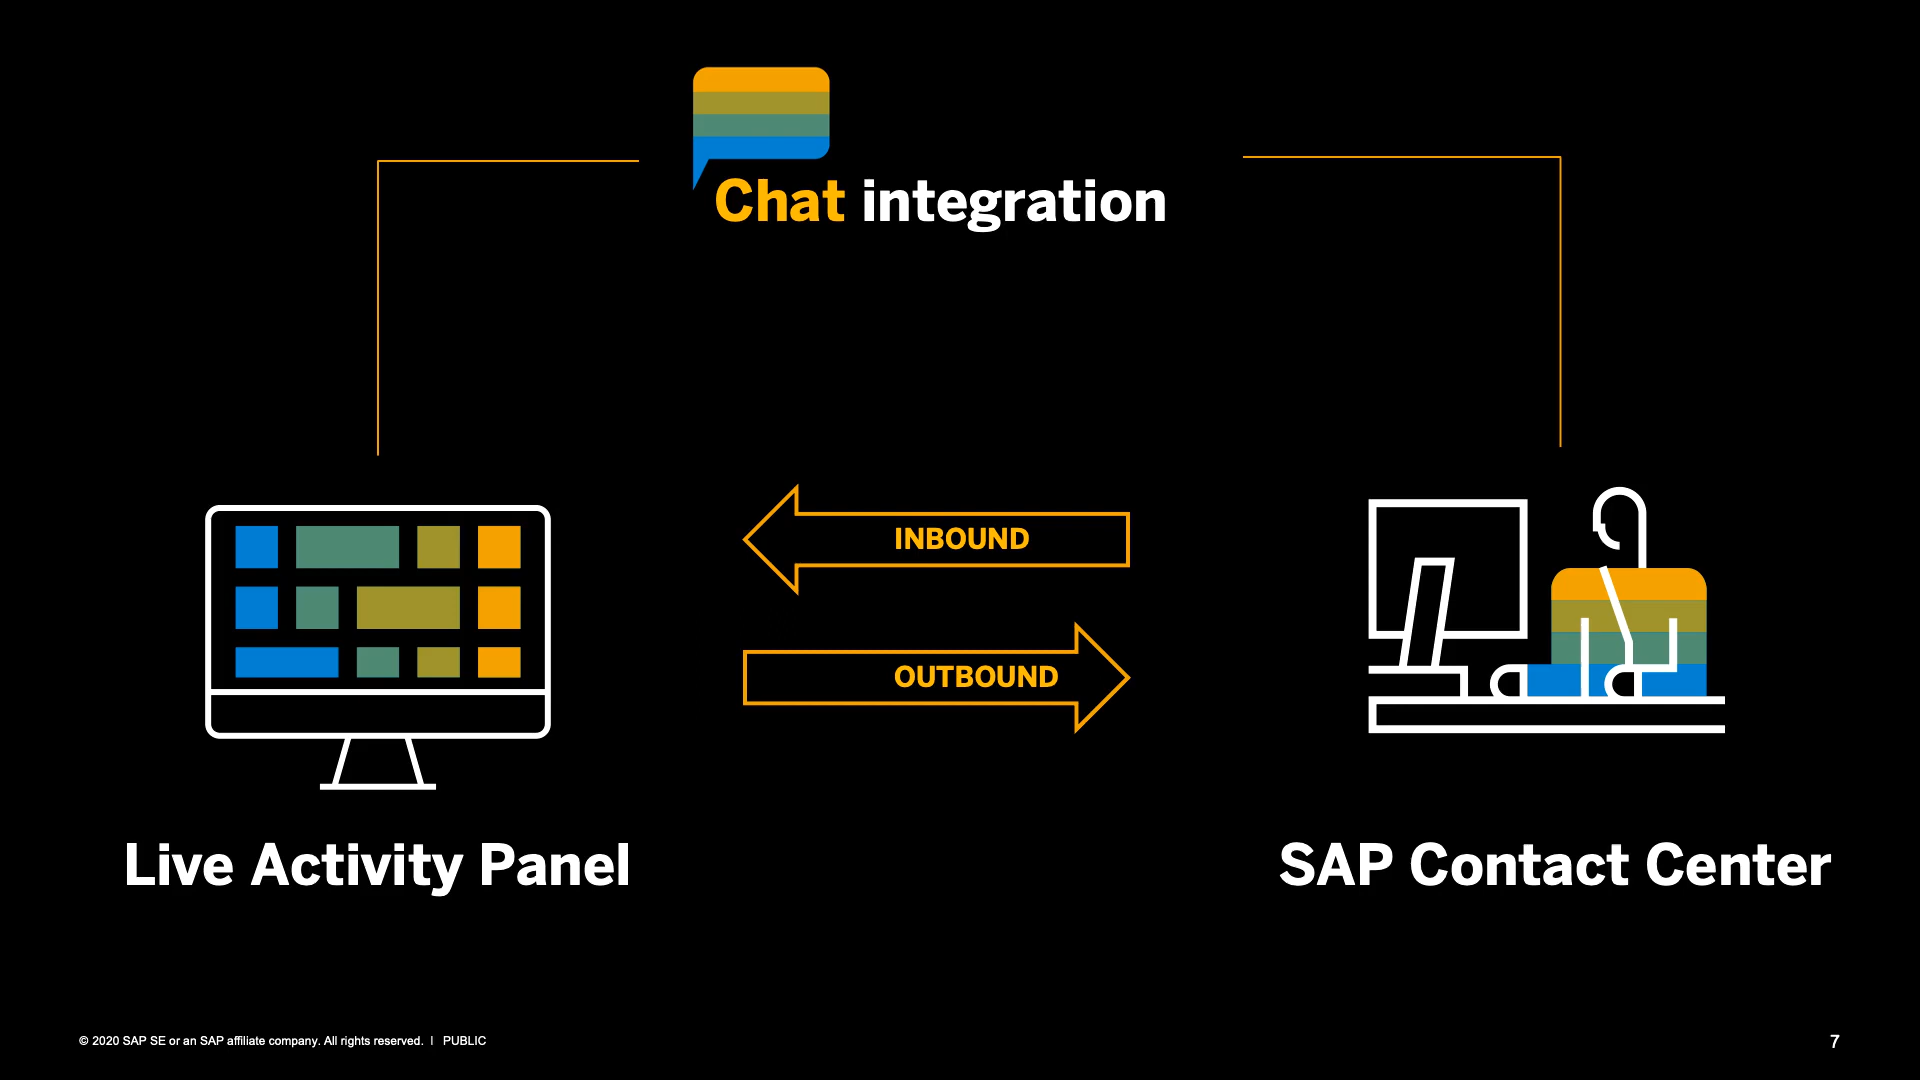 Chat integration
INBOUND
OUTBOUND
Live Activity Panel
SAP Contact Center
© 2020 SAP SE or an SAP affiliate company. All rights reserved. | PUBLIC
7